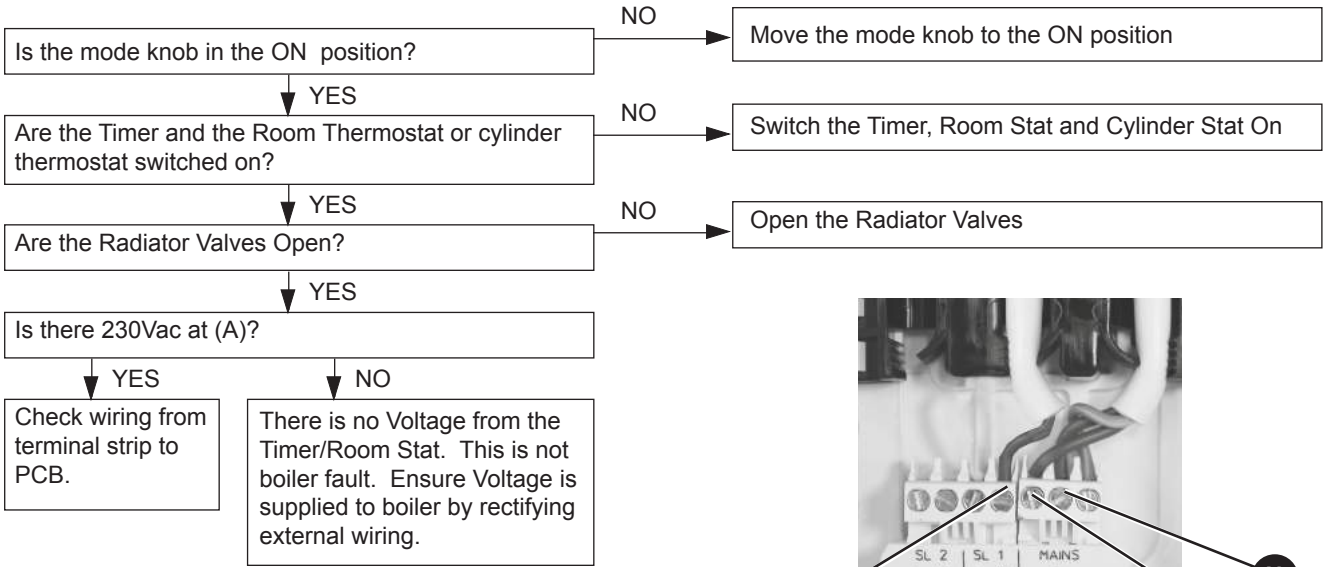 NO
Is the mode knob in the ON position?
Move the mode knob to the ON position
YES
NO
Are the Timer and the Room Thermostat or cylinder
thermostat switched on?
Switch the Timer, Room Stat and Cylinder Stat On
YES
NO
Are the Radiator Valves Open?
Open the Radiator Valves
YES
Is there 230Vac at (A)?
YES
NO
Check wiring from
terminal strip to
PCB.
There is no Voltage from the
Timer/Room Stat. This is not
boiler fault. Ensure Voltage is
supplied to boiler by rectifying
external wiring.
SL 2 | SL 1 | MAINS